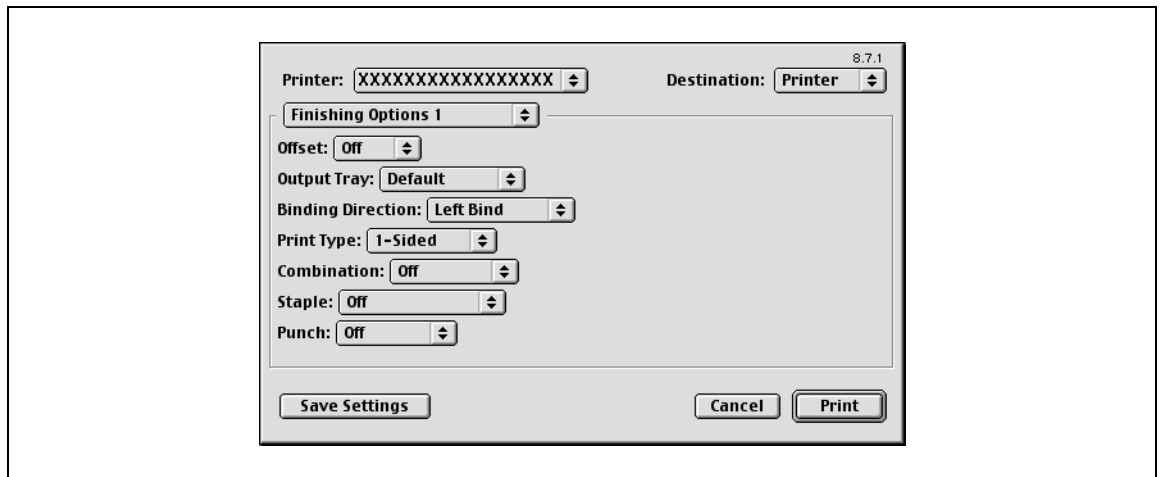 8.7.1
Printer: XXXXXXXXXXXXXXXXX Destination: Printer
Finishing Options 1
Offset: Off
Output Tray: Default
Binding Direction: Left Bind
Print Type: 1-Sided
Combination: Off
Staple: Off
Punch: Off
Save Settings Cancel Print